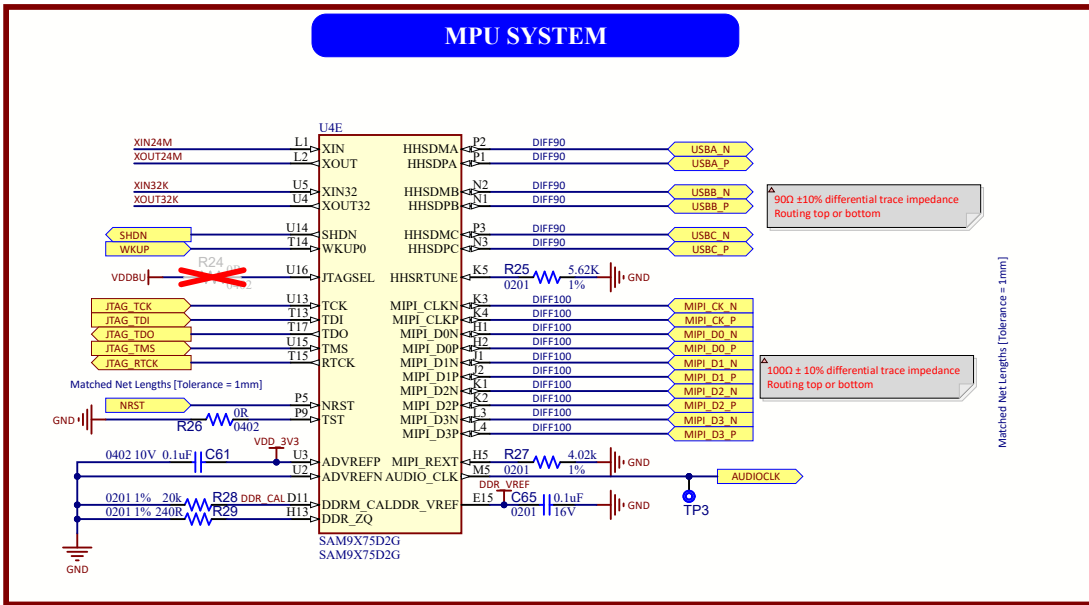 MPU SYSTEM
U4E
XIN24M L1 XIN HHSDMA P2 DIFF90 USBA_N
XOUT24M L2 XOUT HHSDPA P1 DIFF90 USBA_P
XIN32K U5 XIN32 HHSDMB N2 DIFF90 USBB_N
XOUT32K U4 XOUT32 HHSDPB N1 DIFF90 USBB_P
90Ω ±10% differential trace impedance
Routing top or bottom
SHDN U14 SHDN HHSDMC P3 DIFF90 USBC_N
WKUP T14 WKUP0 HHSDPC N3 DIFF90 USBC_P
R24 0R
0402
VDDBU U16 JTAGSEL HHSRTUNE K5 R25 5.62K GND
0201 1%
JTAG_TCK U13 TCK MIPI_CLKN K3 DIFF100 MIPI_CK_N
JTAG_TDI T13 TDI MIPI_CLKP K4 DIFF100 MIPI_CK_P
JTAG_TDO T17 TDO MIPI_D0N H1 DIFF100 MIPI_D0_N
JTAG_TMS U15 TMS MIPI_D0P H2 DIFF100 MIPI_D0_P
JTAG_RTCK T15 RTCK MIPI_D1N J1 DIFF100 MIPI_D1_N
MIPI_D1P J2 DIFF100 MIPI_D1_P
100Ω ± 10% differential trace impedance
Routing top or bottom
Matched Net Lengths [Tolerance = 1mm]
MIPI_D2N K1 DIFF100 MIPI_D2_N
NRST P5 NRST MIPI_D2P K2 DIFF100 MIPI_D2_P
GND R26 0R P9 TST MIPI_D3N L3 DIFF100 MIPI_D3_N
0402
MIPI_D3P L4 DIFF100 MIPI_D3_P
Matched Net Lengths [Tolerance = 1mm]
VDD_3V3
0402 10V 0.1uF C61 U3 ADVREFP MIPI_REXT H5 R27 4.02k GND
0201 1%
U2 ADVREFN AUDIO_CLK M5 AUDIOCLK
TP3
DDR_VREF
0201 1% 20k R28 DDR_CAL D11 DDRM_CAL DDR_VREF E15 C65 0.1uF GND
0201 16V
0201 1% 240R R29 H13 DDR_ZQ
GND
SAM9X75D2G
SAM9X75D2G